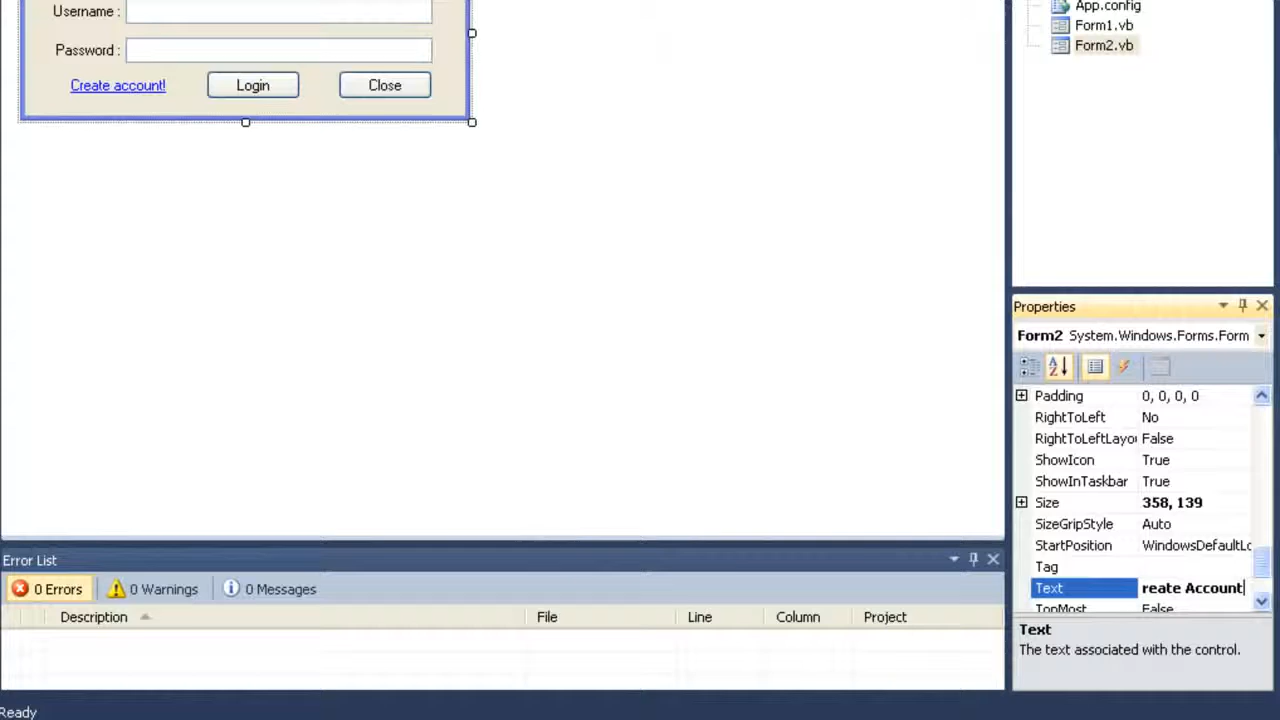 Username :
Password :
Create account!
Login
Close
App.config
Form1.vb
Form2.vb
Properties
Form2 System.Windows.Forms.Form
Padding 0, 0, 0, 0
RightToLeft No
RightToLeftLayou False
ShowIcon True
ShowInTaskbar True
Size 358, 139
SizeGripStyle Auto
StartPosition WindowsDefaultLo
Tag
Text reate Account
TopMost False
Text
The text associated with the control.
Error List
0 Errors
0 Warnings
0 Messages
Description File Line Column Project
Ready